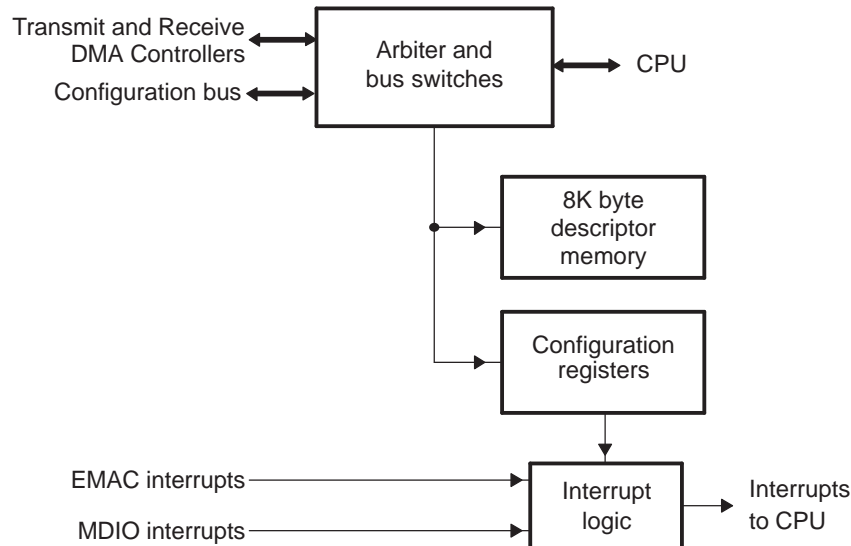 Transmit and Receive
DMA Controllers
Configuration bus
Arbiter and
bus switches
CPU
8K byte
descriptor
memory
Configuration
registers
EMAC interrupts
MDIO interrupts
Interrupt
logic
Interrupts
to CPU